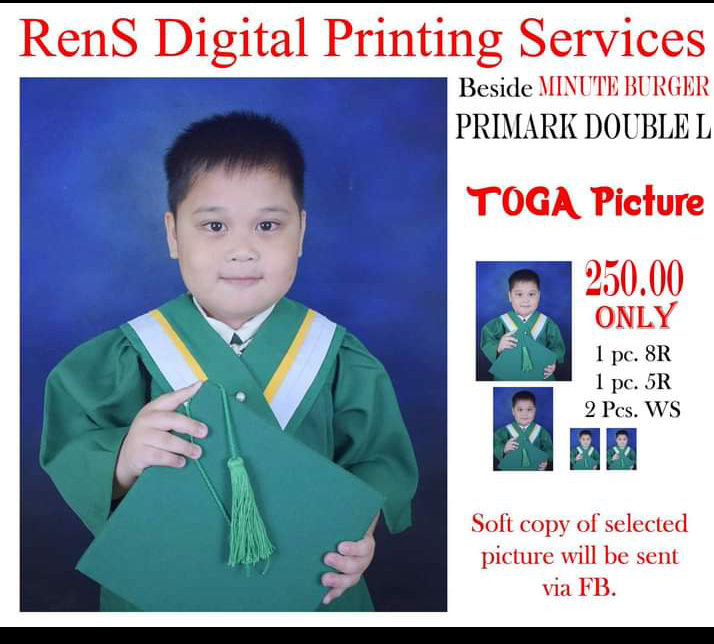 RenS Digital Printing Services
Beside MINUTE BURGER
PRIMARK DOUBLE L
TOGA Picture
250.00
ONLY
1 pc. 8R
1 pc. 5R
2 Pcs. WS
Soft copy of selected
picture will be sent
via FB.